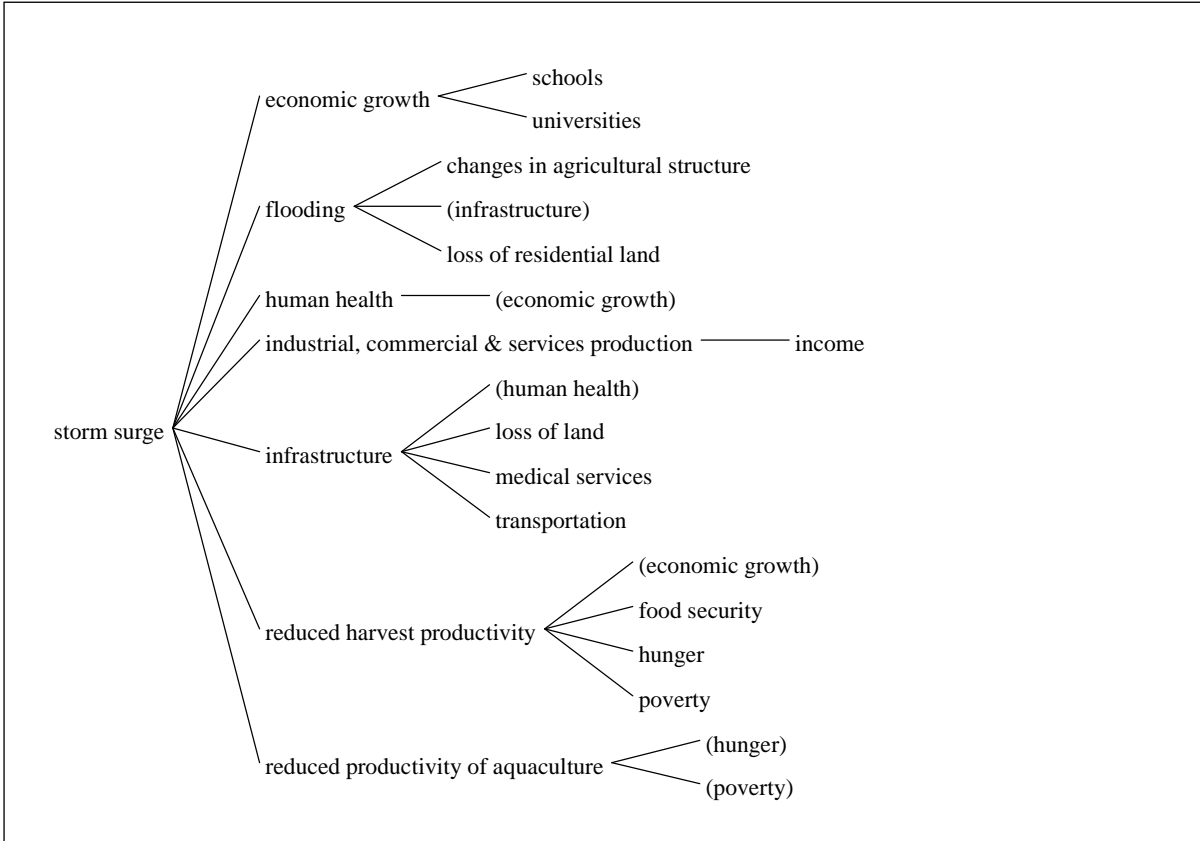 schools
economic growth
universities
changes in agricultural structure
flooding
(infrastructure)
loss of residential land
human health
(economic growth)
industrial, commercial & services production
income
(human health)
storm surge
loss of land
infrastructure
medical services
transportation
(economic growth)
food security
reduced harvest productivity
hunger
poverty
(hunger)
reduced productivity of aquaculture
(poverty)